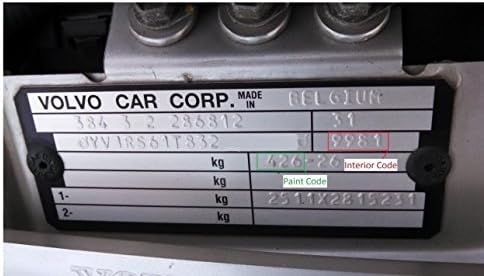 VOLVO CAR CORP. MADE IN BELGIUM
384 3 2 286812 31
YV1RS61T832 9981
kg 426-26 Interior Code
kg Paint Code
1- kg 2511X2815231
2- kg